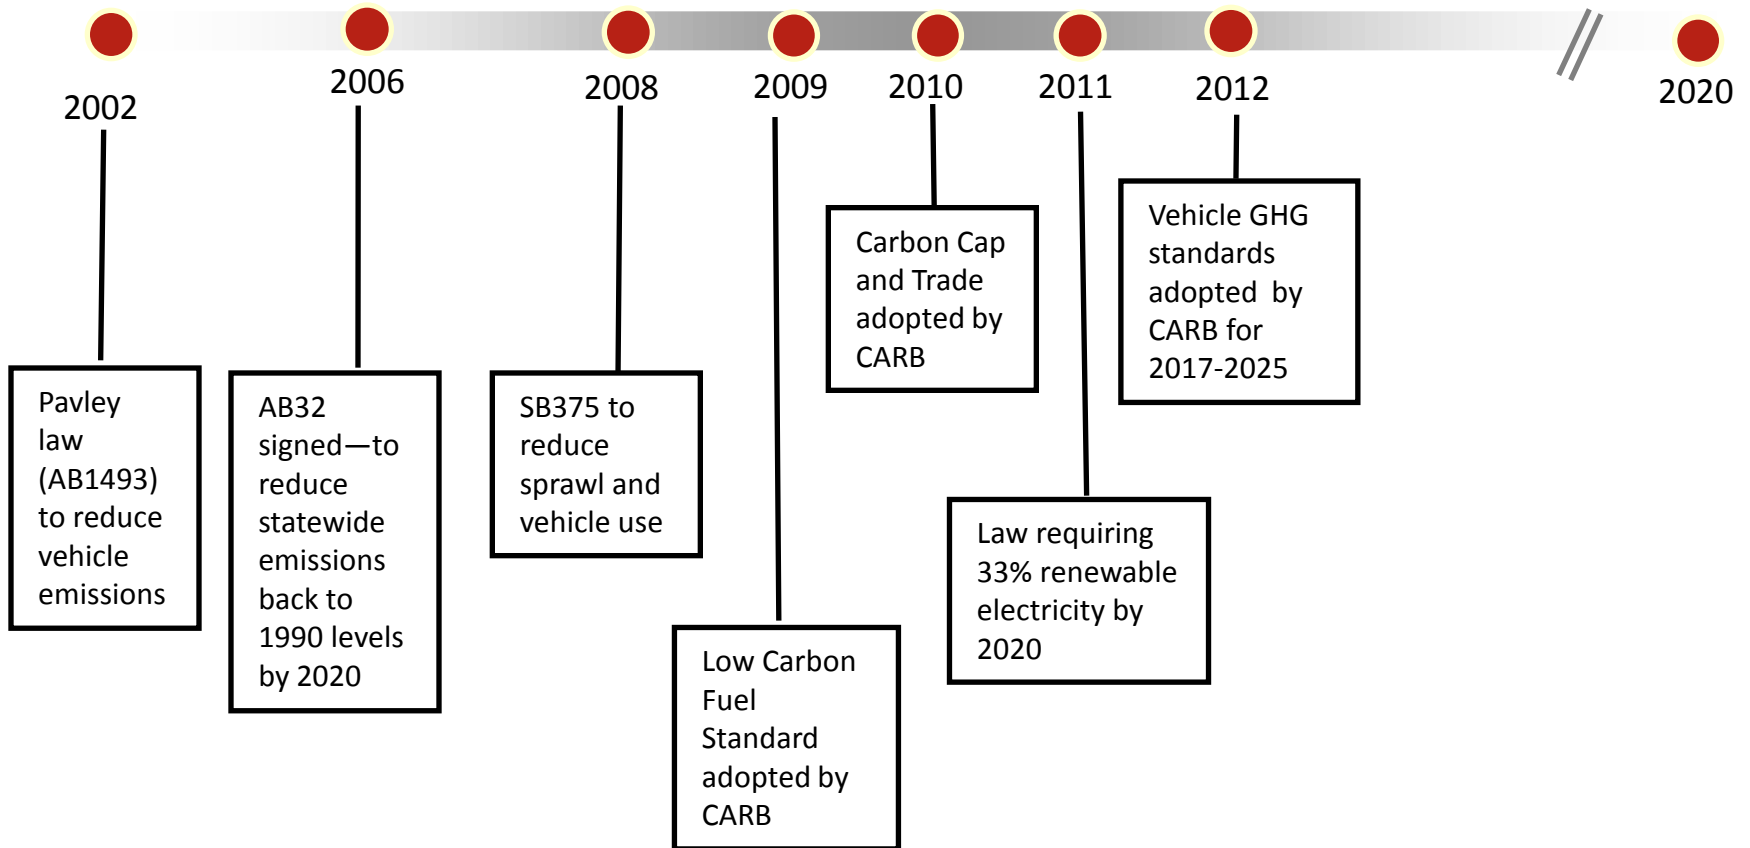 2002
2006
2008
2009
2010
2011
2012
2020
Pavley
law
(AB1493)
to reduce
vehicle
emissions
AB32
signed—to
reduce
statewide
emissions
back to
1990 levels
by 2020
SB375 to
reduce
sprawl and
vehicle use
Low Carbon
Fuel
Standard
adopted by
CARB
Carbon Cap
and Trade
adopted by
CARB
Law requiring
33% renewable
electricity by
2020
Vehicle GHG
standards
adopted  by
CARB for
2017-2025